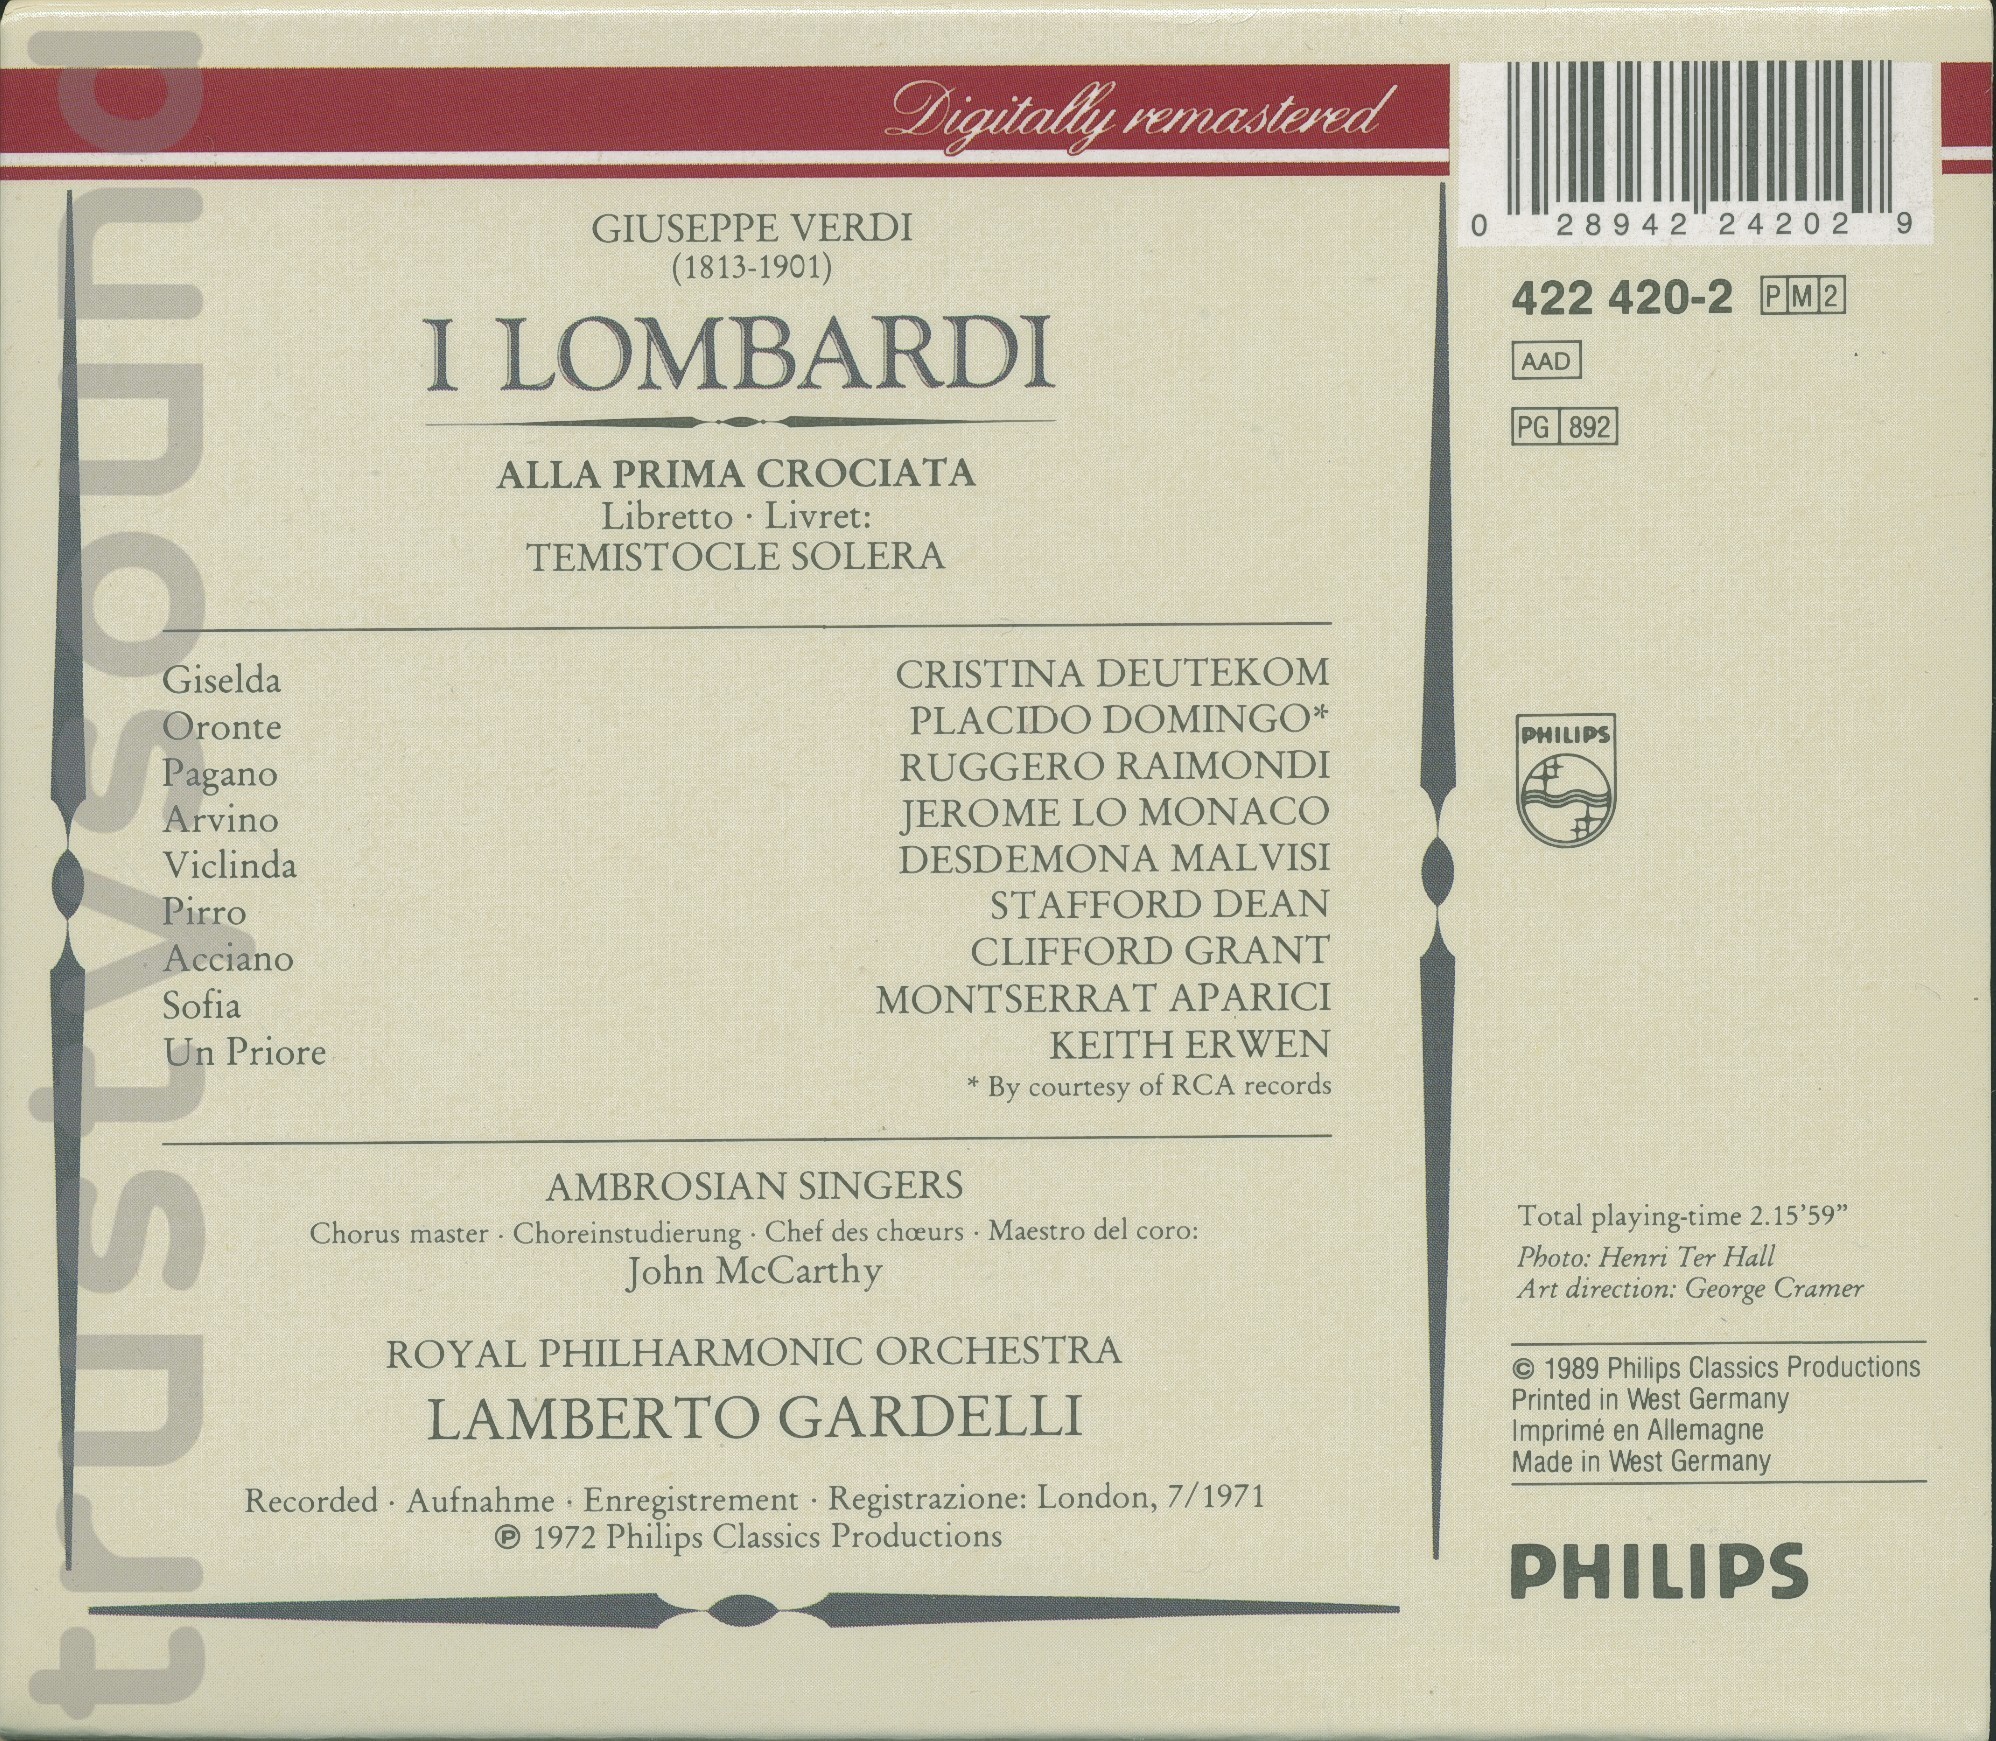 Digitally remastered
0 28942 24202 9
GIUSEPPE VERDI
(1813-1901)
I LOMBARDI
ALLA PRIMA CROCIATA
Libretto · Livret:
TEMISTOCLE SOLERA
422 420-2 PM2
AAD
PG 892
Giselda CRISTINA DEUTEKOM
Oronte PLACIDO DOMINGO*
Pagano RUGGERO RAIMONDI
Arvino JEROME LO MONACO
Viclinda DESDEMONA MALVISI
Pirro STAFFORD DEAN
Acciano CLIFFORD GRANT
Sofia MONTSERRAT APARICI
Un Priore KEITH ERWEN
* By courtesy of RCA records
PHILIPS
AMBROSIAN SINGERS
Chorus master · Choreinstudierung · Chef des chœurs · Maestro del coro:
John McCarthy
ROYAL PHILHARMONIC ORCHESTRA
LAMBERTO GARDELLI
Recorded · Aufnahme · Enregistrement · Registrazione: London, 7/1971
℗ 1972 Philips Classics Productions
Total playing-time 2.15’59”
Photo: Henri Ter Hall
Art direction: George Cramer
© 1989 Philips Classics Productions
Printed in West Germany
Imprimé en Allemagne
Made in West Germany
PHILIPS
trustysound